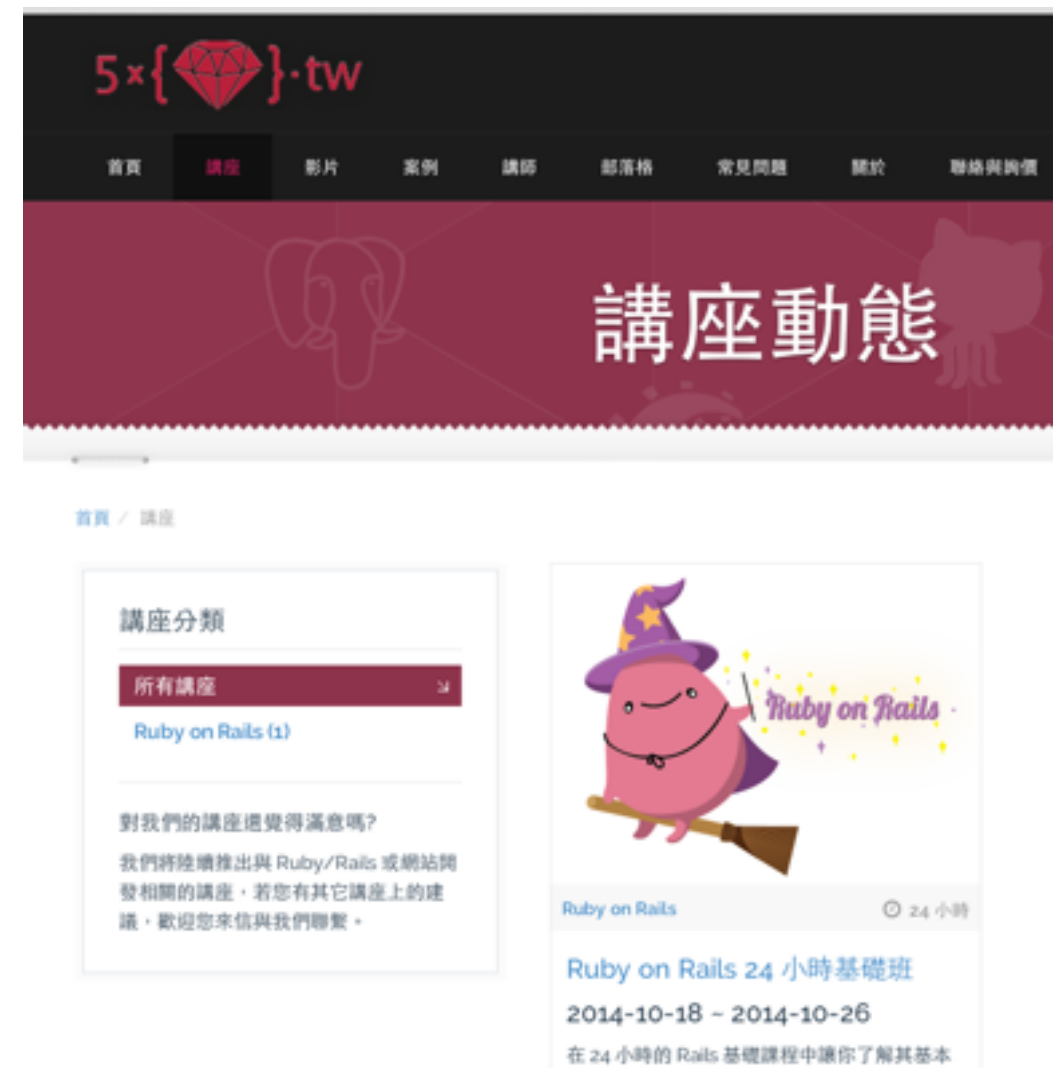 5×{ }·tw
首頁 講座 影片 案例 講師 部落格 常見問題 關於 聯絡與詢價
講座動態
首頁 / 講座
講座分類
所有講座
Ruby on Rails (1)
對我們的講座還覺得滿意嗎?
我們將陸續推出與 Ruby/Rails 或網站開
發相關的講座，若您有其它講座上的建
議，歡迎您來信與我們聯繫。
Ruby on Rails
Ruby on Rails 24 小時
Ruby on Rails 24 小時基礎班
2014-10-18 ~ 2014-10-26
在 24 小時的 Rails 基礎課程中讓你了解其基本